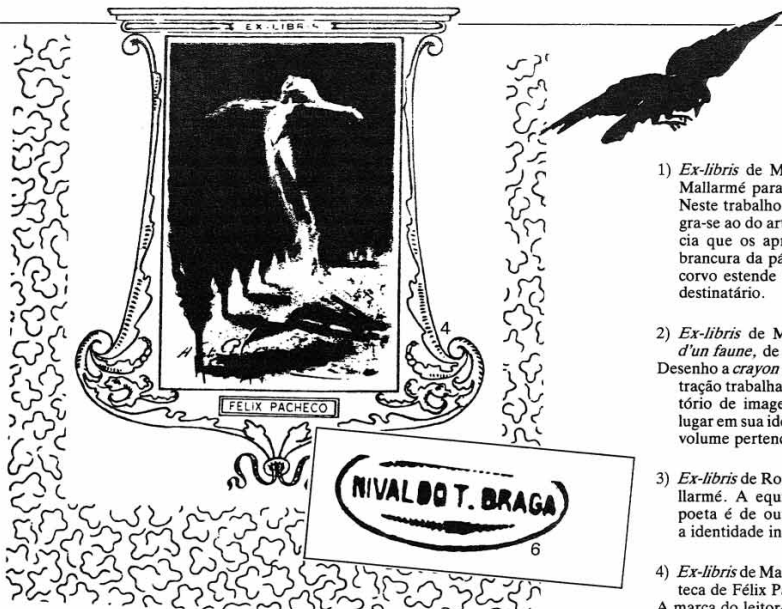 EX-LIBRIS
4
FELIX PACHECO
NIVALDO T. BRAGA
6
1) Ex-libris de M
Mallarmé para
Neste trabalho
gra-se ao do ar
cia que os apr
brancura da pá
corvo estende
destinatário.
2) Ex-libris de M
d'un faune, de
Desenho a crayon
tração trabalha
tório de image
lugar em sua ide
volume pertenc
3) Ex-libris de Ro
llarmé. A equ
poeta é de ou
a identidade in
4) Ex-libris de Ma
teca de Félix P
A marca do leito